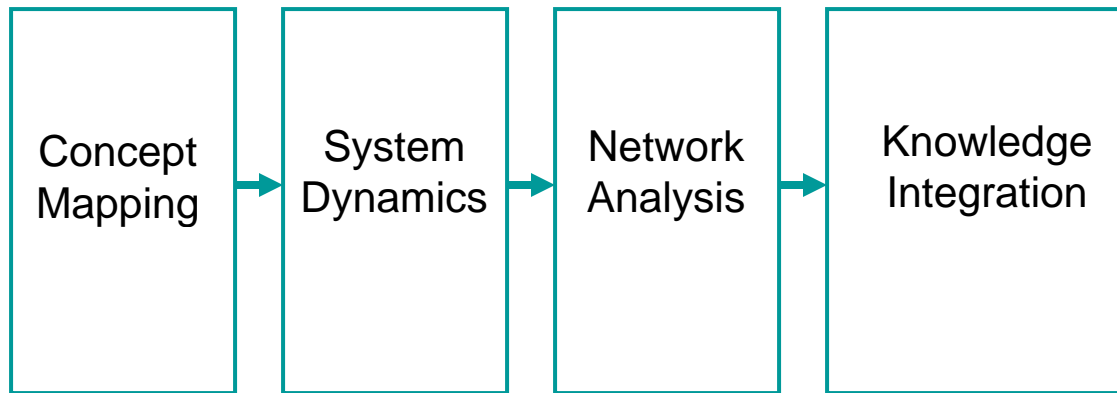 Concept
Mapping
System
Dynamics
Network
Analysis
Knowledge
Integration